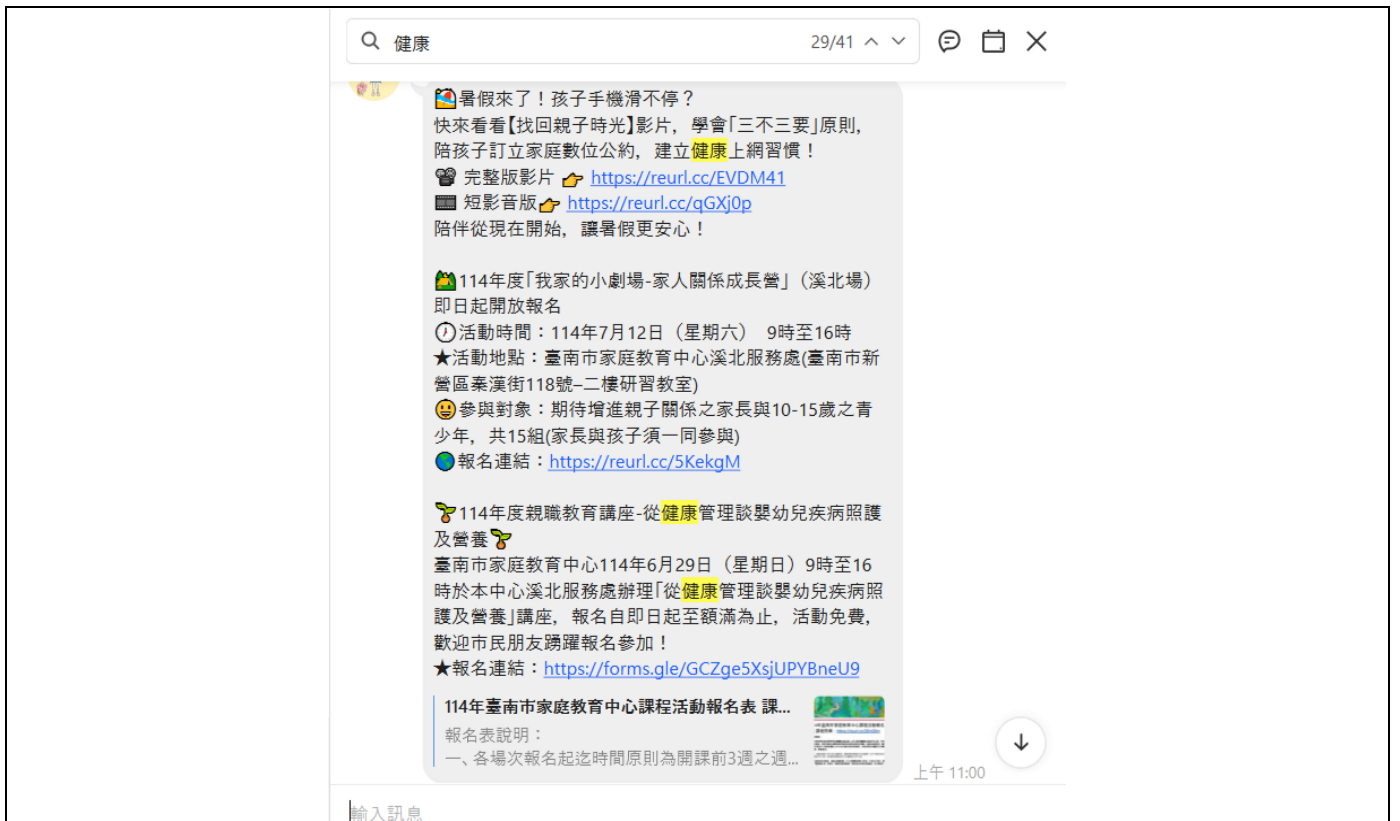 健康
29/41
暑假來了！孩子手機滑不停？
快來看看【找回親子時光】影片，學會「三不三要」原則，
陪孩子訂立家庭數位公約，建立健康上網習慣！
完整版影片 👉 https://reurl.cc/EVDM41
短影音版👉 https://reurl.cc/qGXj0p
陪伴從現在開始，讓暑假更安心！
114年度「我家的小劇場-家人關係成長營」（溪北場）
即日起開放報名
活動時間：114年7月12日（星期六） 9時至16時
★活動地點：臺南市家庭教育中心溪北服務處(臺南市新
營區秦漢街118號–二樓研習教室)
參與對象：期待增進親子關係之家長與10-15歲之青
少年，共15組(家長與孩子須一同參與)
報名連結：https://reurl.cc/5KekgM
114年度親職教育講座-從健康管理談嬰幼兒疾病照護
及營養
臺南市家庭教育中心114年6月29日（星期日）9時至16
時於本中心溪北服務處辦理「從健康管理談嬰幼兒疾病照
護及營養」講座，報名自即日起至額滿為止，活動免費，
歡迎市民朋友踴躍報名參加！
★報名連結：https://forms.gle/GCZge5XsjUPYBneU9
114年臺南市家庭教育中心課程活動報名表 課...
報名表說明：
一、各場次報名起迄時間原則為開課前3週之週...
上午 11:00
輸入訊息